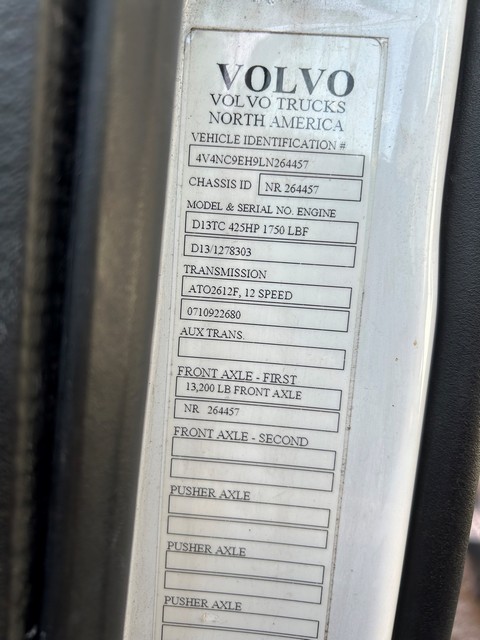 VOLVO
VOLVO TRUCKS
NORTH AMERICA
VEHICLE IDENTIFICATION #
4V4NC9EH9LN264457
CHASSIS ID NR 264457
MODEL & SERIAL NO. ENGINE
D13TC 425HP 1750 LBF
D13/1278303
TRANSMISSION
ATO2612F, 12 SPEED
0710922680
AUX TRANS.
FRONT AXLE - FIRST
13,200 LB FRONT AXLE
NR 264457
FRONT AXLE - SECOND
PUSHER AXLE
PUSHER AXLE
PUSHER AXLE